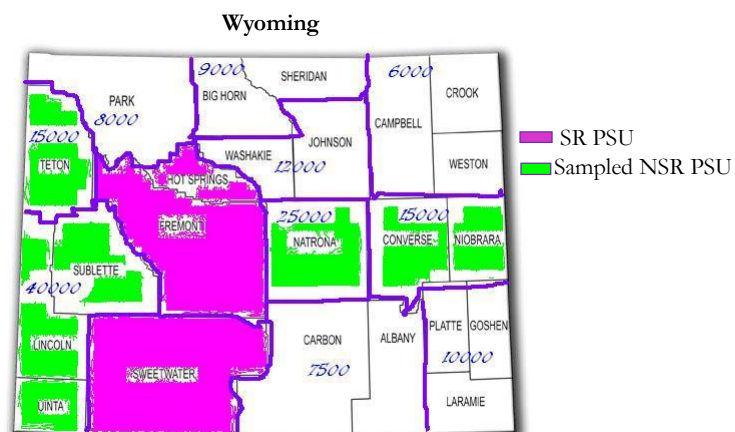 Wyoming
9000
SHERIDAN
6000
PARK
BIG HORN
CROOK
8000
CAMPBELL
15000
JOHNSON
SR PSU
TETON
WASHAKIE
12000
WESTON
Sampled NSR PSU
HOT SPRINGS
25000
15000
FREMONT
NATRONA
CONVERSE
NIOBRARA
SUBLETTE
40000
LINCOLN
CARBON
ALBANY
PLATTE
GOSHEN
7500
10000
SWEETWATER
UINTA
LARAMIE